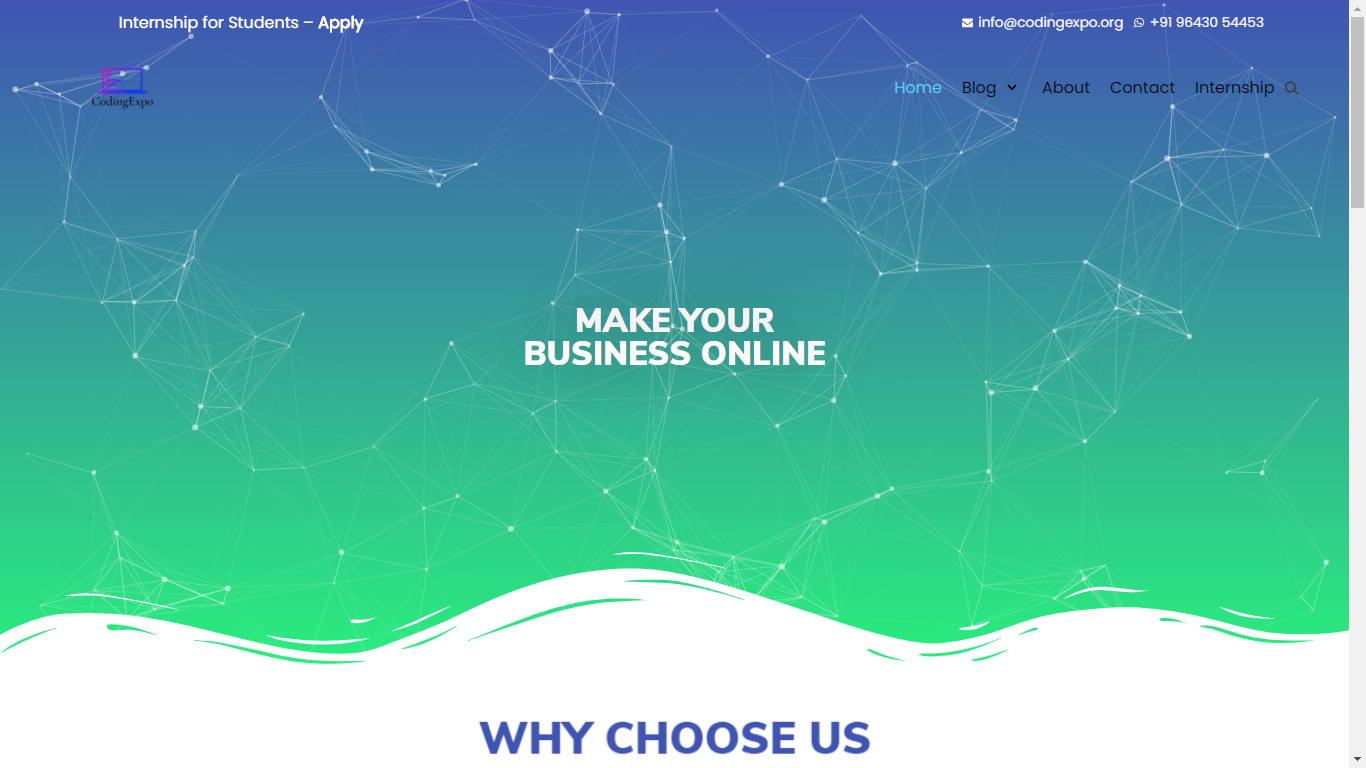 Internship for Students – Apply
info@codingexpo.org +91 96430 54453
CodingExpo
Home Blog About Contact Internship
MAKE YOUR
BUSINESS ONLINE
WHY CHOOSE US